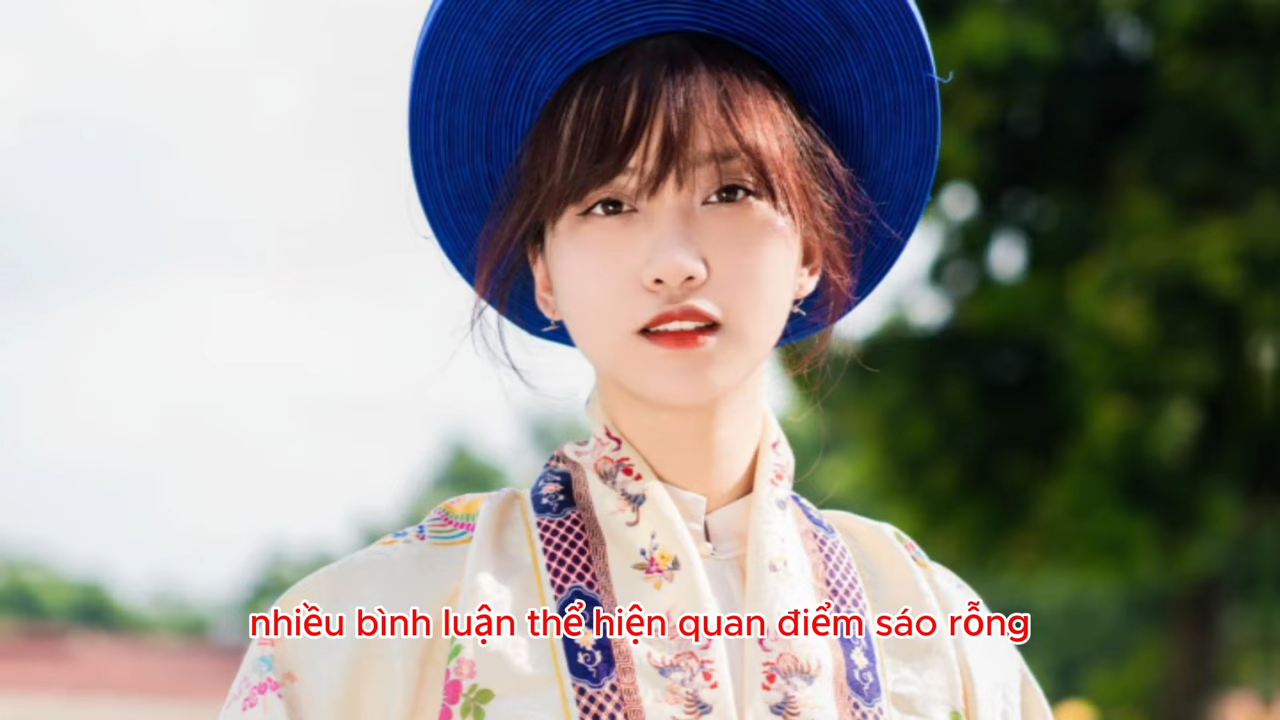 nhiều bình luận thể hiện quan điểm sáo rỗng